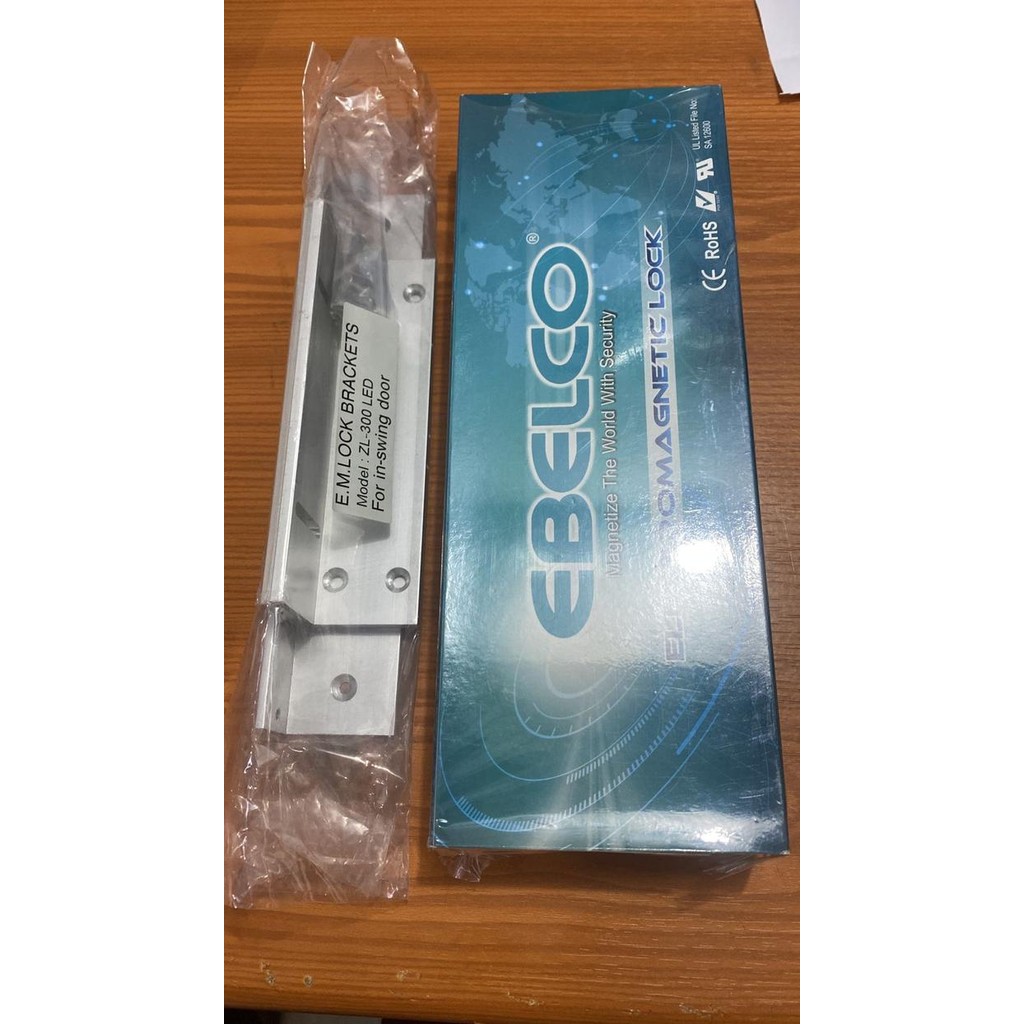 E.M.LOCK BRACKETS
Model : ZL-300 LED
For in-swing door
EBELCO®
Magnetize The World With Security
MAGNETIC LOCK
CE RoHS
UL Listed File No:
SA 12600